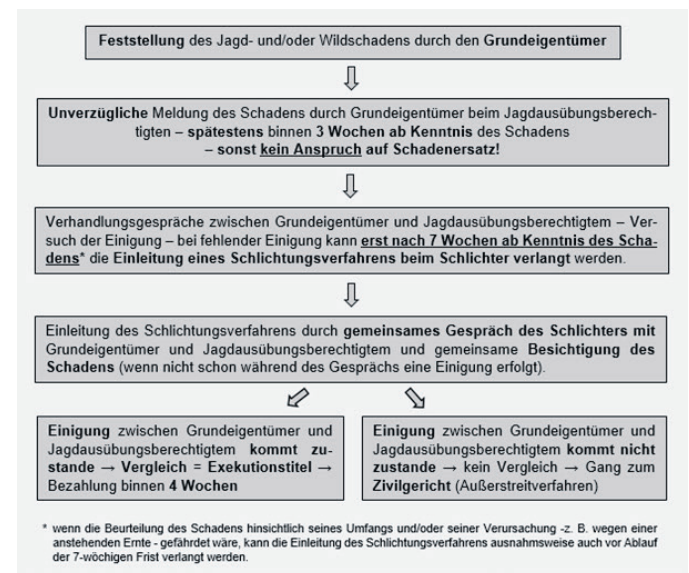 Feststellung des Jagd- und/oder Wildschadens durch den Grundeigentümer
Unverzügliche Meldung des Schadens durch Grundeigentümer beim Jagdausübungsberech-
tigten – spätestens binnen 3 Wochen ab Kenntnis des Schadens
– sonst kein Anspruch auf Schadenersatz!
Verhandlungsgespräche zwischen Grundeigentümer und Jagdausübungsberechtigtem – Ver-
such der Einigung – bei fehlender Einigung kann erst nach 7 Wochen ab Kenntnis des Scha-
dens* die Einleitung eines Schlichtungsverfahrens beim Schlichter verlangt werden.
Einleitung des Schlichtungsverfahrens durch gemeinsames Gespräch des Schlichters mit
Grundeigentümer und Jagdausübungsberechtigtem und gemeinsame Besichtigung des
Schadens (wenn nicht schon während des Gesprächs eine Einigung erfolgt).
Einigung zwischen Grundeigentümer und
Jagdausübungsberechtigtem kommt zu-
stande → Vergleich = Exekutionstitel →
Bezahlung binnen 4 Wochen
Einigung zwischen Grundeigentümer und
Jagdausübungsberechtigtem kommt nicht
zustande → kein Vergleich → Gang zum
Zivilgericht (Außerstreitverfahren)
* wenn die Beurteilung des Schadens hinsichtlich seines Umfangs und/oder seiner Verursachung -z. B. wegen einer
anstehenden Ernte - gefährdet wäre, kann die Einleitung des Schlichtungsverfahrens ausnahmsweise auch vor Ablauf
der 7-wöchigen Frist verlangt werden.